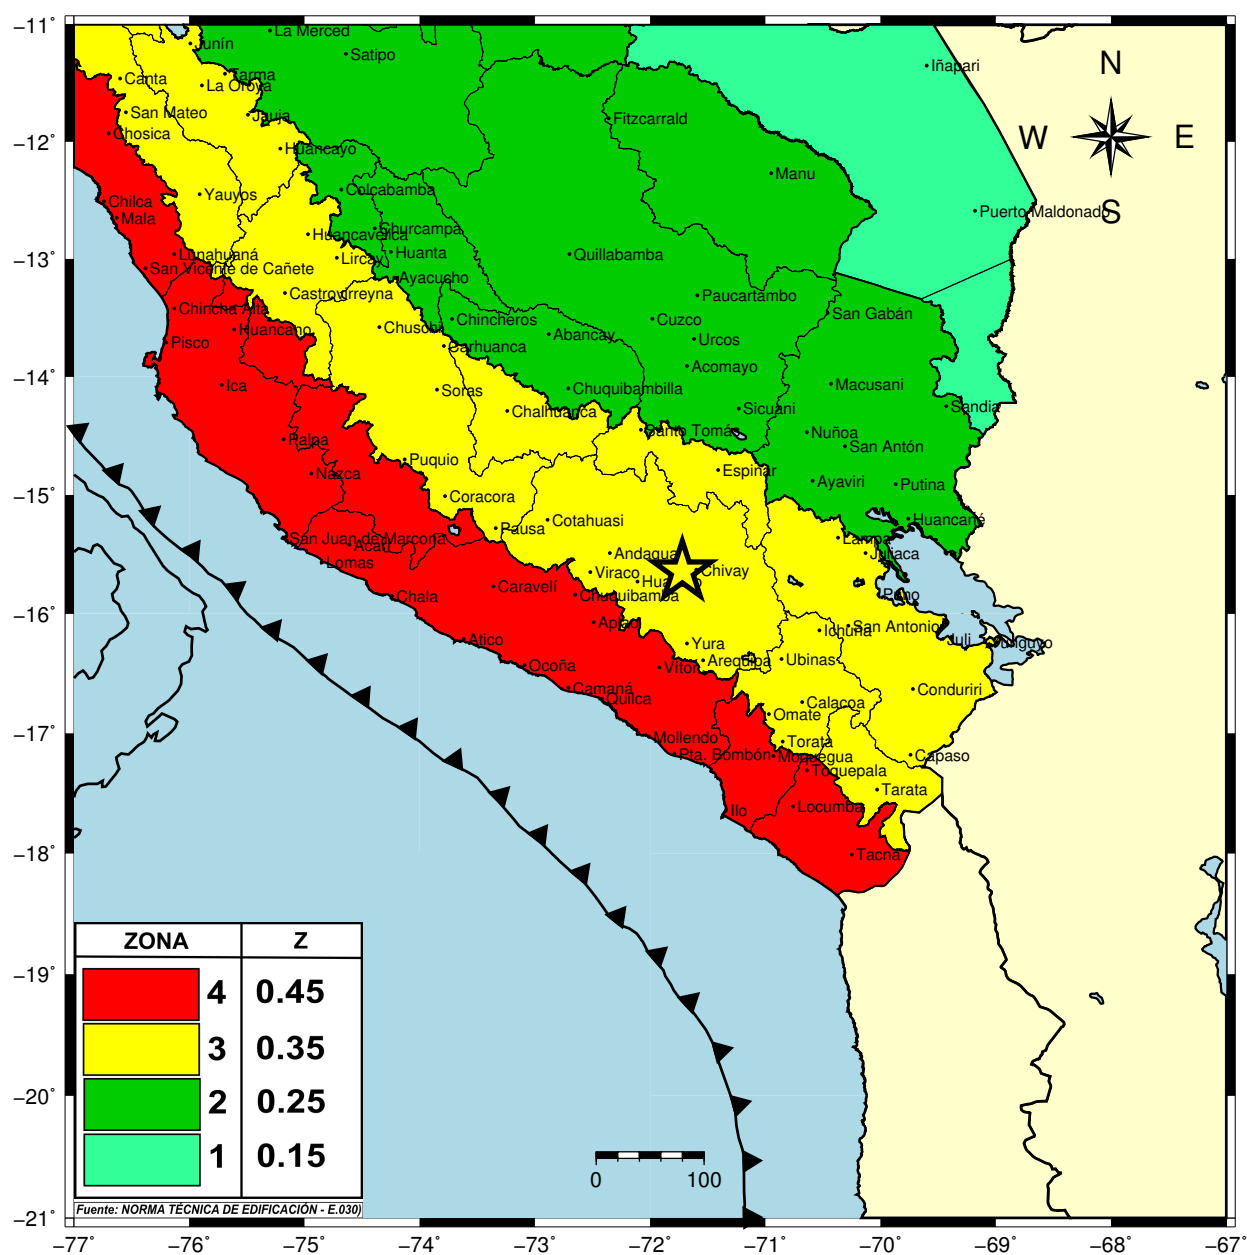 −11˚
−12˚
−13˚
−14˚
−15˚
−16˚
−17˚
−18˚
−19˚
−20˚
−21˚
La Merced
Junín
Satipo
Iñapari
N
Tarma
Canta
La Oroya
San Mateo
Jauja
Fitzcarrald
Chosica
W
E
Huancayo
Manu
Colcabamba
Yauyos
Chilca
Mala
Puerto Maldonado
S
Churcampa
Huancavelica
Lunahuaná
Huanta
Quillabamba
Lircay
San Vicente de Cañete
Ayacucho
Castrovirreyna
Paucartambo
Chincha Alta
San Gabán
Chincheros
Cuzco
Huancano
Chuschi
Abancay
Pisco
Urcos
Carhuanca
Acomayo
Ica
Soras
Chuquibambilla
Macusani
Chalhuanca
Sicuani
Sandia
Palpa
Santo Tomás
Nuñoa
San Antón
Puquio
Nazca
Espinar
Ayaviri
Putina
Coracora
Cotahuasi
Huancané
Pausa
San Juan de Marcona
Acarí
Lampa
Juliaca
Andagua
Lomas
Viraco
Chivay
Hua
Caravelí
Chuquibamba
Puno
Chala
Aplao
Ichuña
San Antonio
Atico
Yura
Juli
Yunguyo
Ocoña
Vítor
Arequipa
Ubinas
Camaná
Quilca
Calacoa
Conduriri
Omate
Mollendo
Torata
Pta. Bombón
Moquegua
Capaso
Toquepala
Tarata
Ilo
Locumba
Tacna
ZONA Z
4 0.45
3 0.35
2 0.25
1 0.15
Fuente: NORMA TÉCNICA DE EDIFICACIÓN - E.030)
0 100
−77˚ −76˚ −75˚ −74˚ −73˚ −72˚ −71˚ −70˚ −69˚ −68˚ −67˚